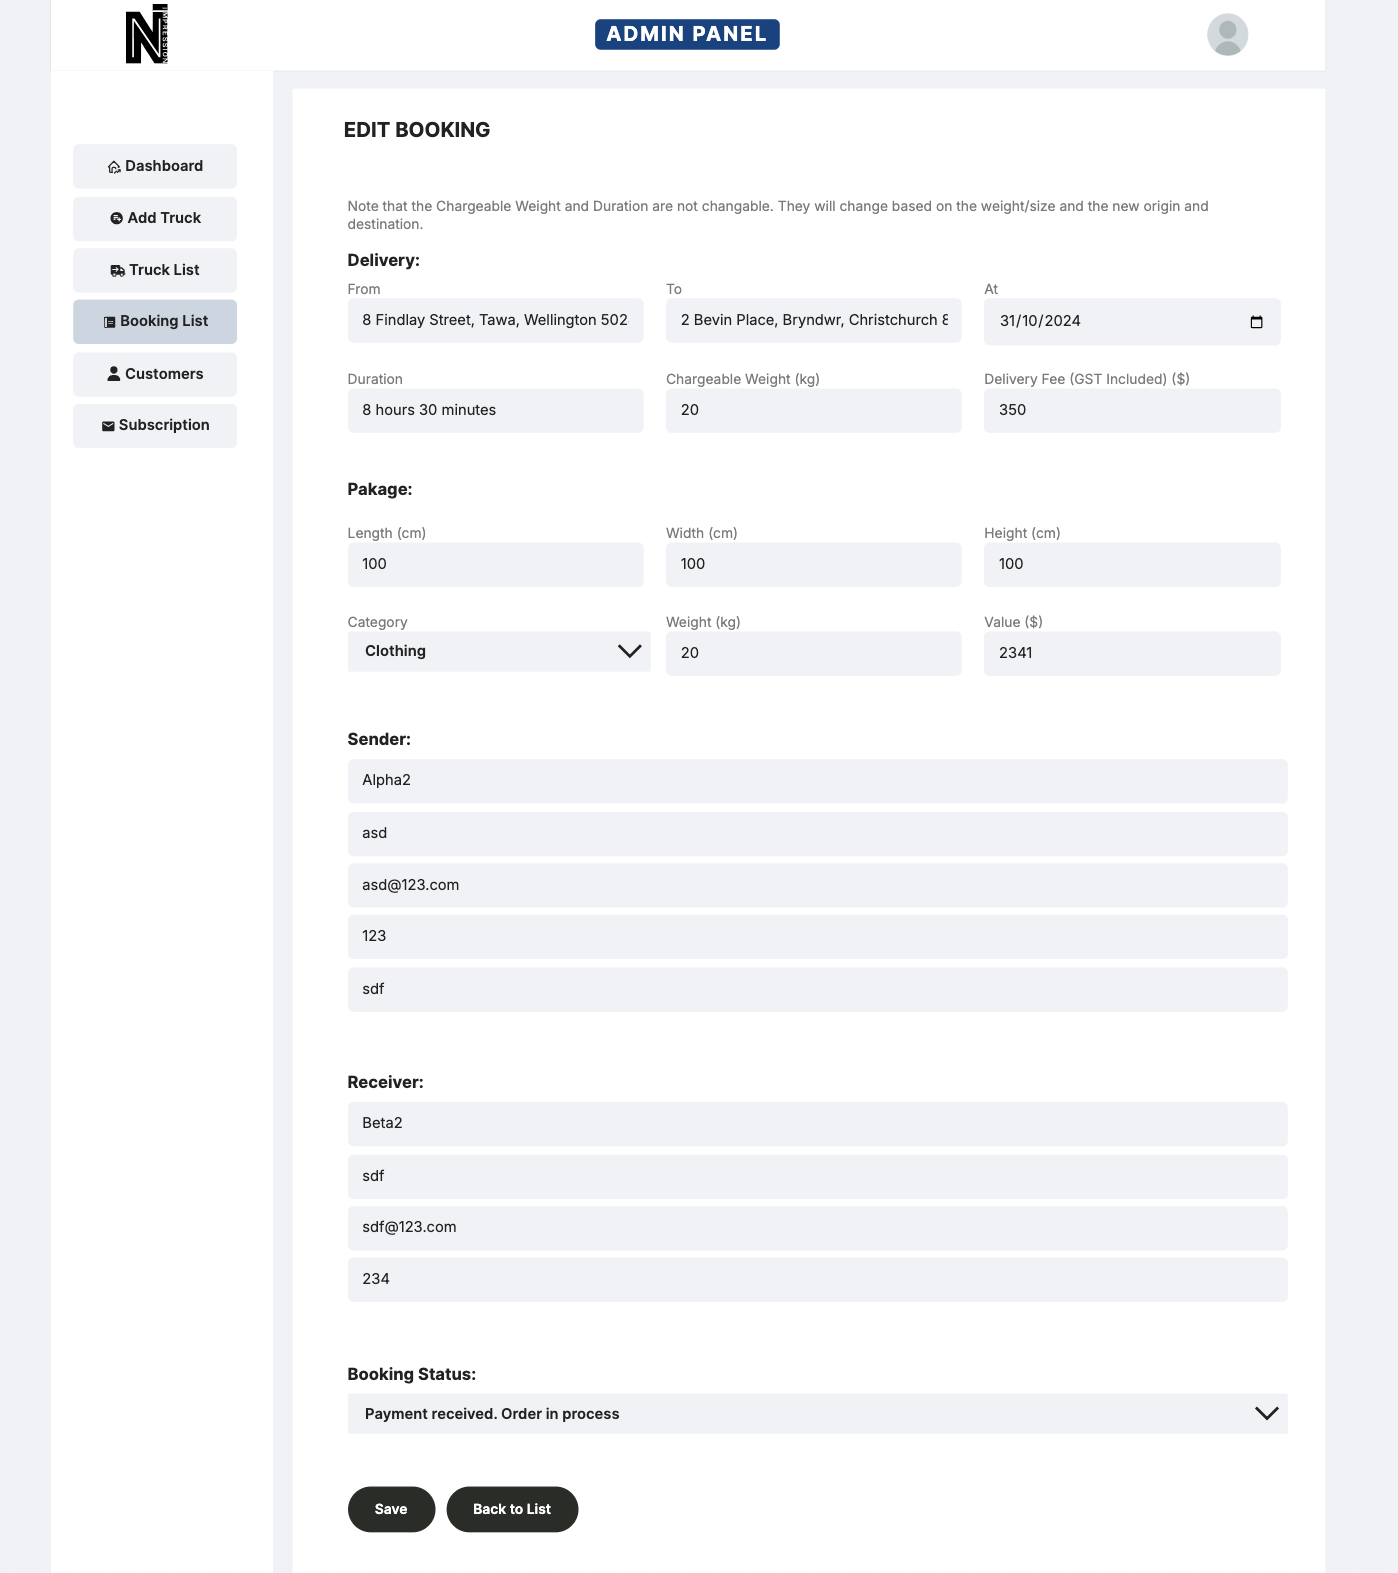 N IMPRESSION
ADMIN PANEL
Dashboard
Add Truck
Truck List
Booking List
Customers
Subscription
EDIT BOOKING
Note that the Chargeable Weight and Duration are not changable. They will change based on the weight/size and the new origin and
destination.
Delivery:
From To At
8 Findlay Street, Tawa, Wellington 502 2 Bevin Place, Bryndwr, Christchurch 8 31/10/2024
Duration Chargeable Weight (kg) Delivery Fee (GST Included) ($)
8 hours 30 minutes 20 350
Pakage:
Length (cm) Width (cm) Height (cm)
100 100 100
Category Weight (kg) Value ($)
Clothing 20 2341
Sender:
Alpha2
asd
asd@123.com
123
sdf
Receiver:
Beta2
sdf
sdf@123.com
234
Booking Status:
Payment received. Order in process
Save Back to List